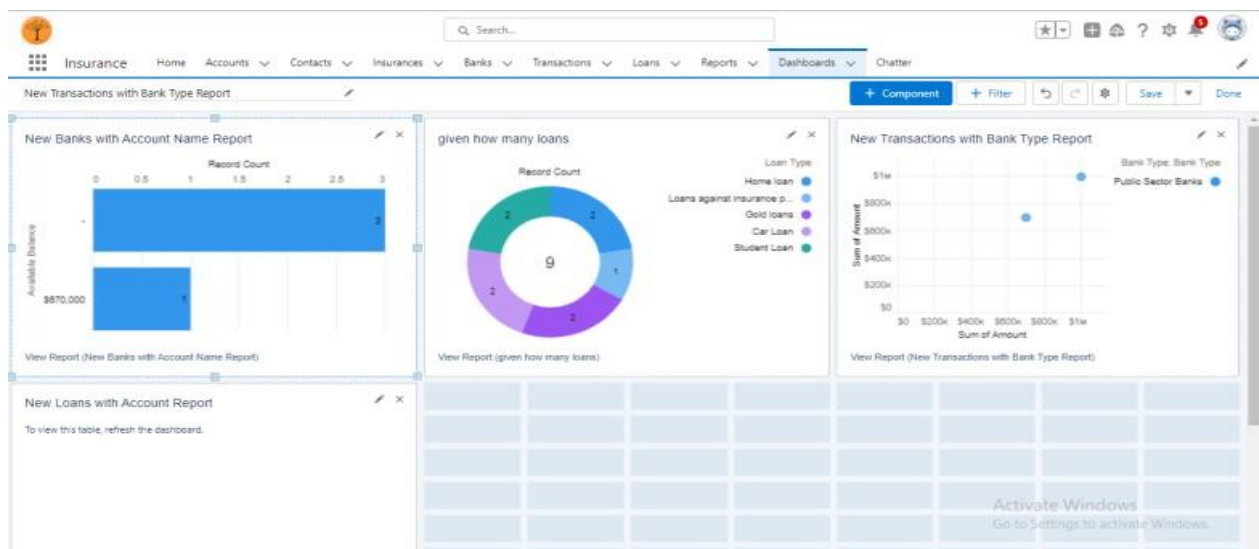 Search...
5
Insurance Home Accounts Contacts Insurances Banks Transactions Loans Reports Dashboards Chatter
New Transactions with Bank Type Report + Component + Filter Save Done
New Banks with Account Name Report
Record Count
0 0.5 1 1.5 2 2.5 3
Available Balance
- 3
$670,000 1
View Report (New Banks with Account Name Report)
given how many loans
Record Count
2
1
2
2
2
9
Loan Type
Home loan
Loans against insurance p...
Gold loans
Car Loan
Student Loan
View Report (given how many loans)
New Transactions with Bank Type Report
Sum of Amount
$1M
$800K
$600K
$400K
$200K
$0
$0 $200K $400K $600K $800K $1M
Sum of Amount
Bank Type: Bank Type
Public Sector Banks
View Report (New Transactions with Bank Type Report)
New Loans with Account Report
To view this table, refresh the dashboard.
Activate Windows
Go to Settings to activate Windows.